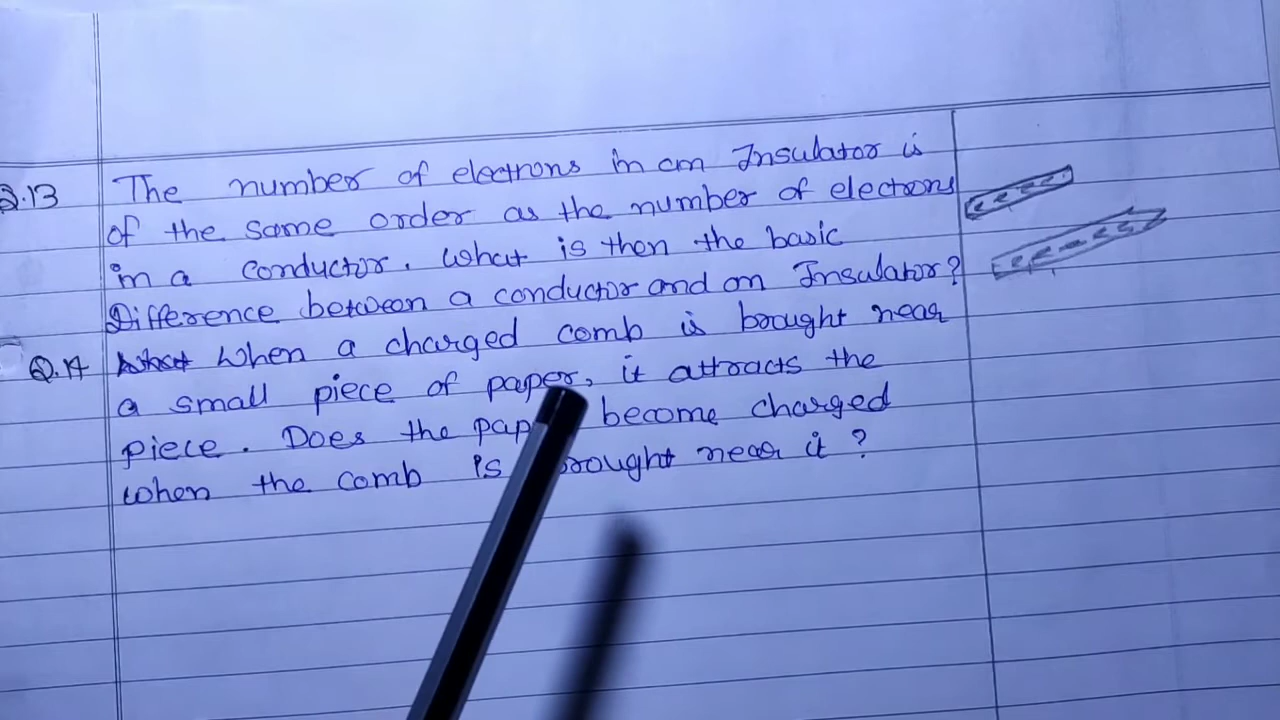 Q.13 The number of electrons in an Insulator is
of the same order as the number of electrons
in a conductor. What is then the basic
Difference between a conductor and an Insulator?
Q.14 When a charged comb is brought near
a small piece of paper, it attracts the
piece. Does the become charged
when the comb is brought near it?